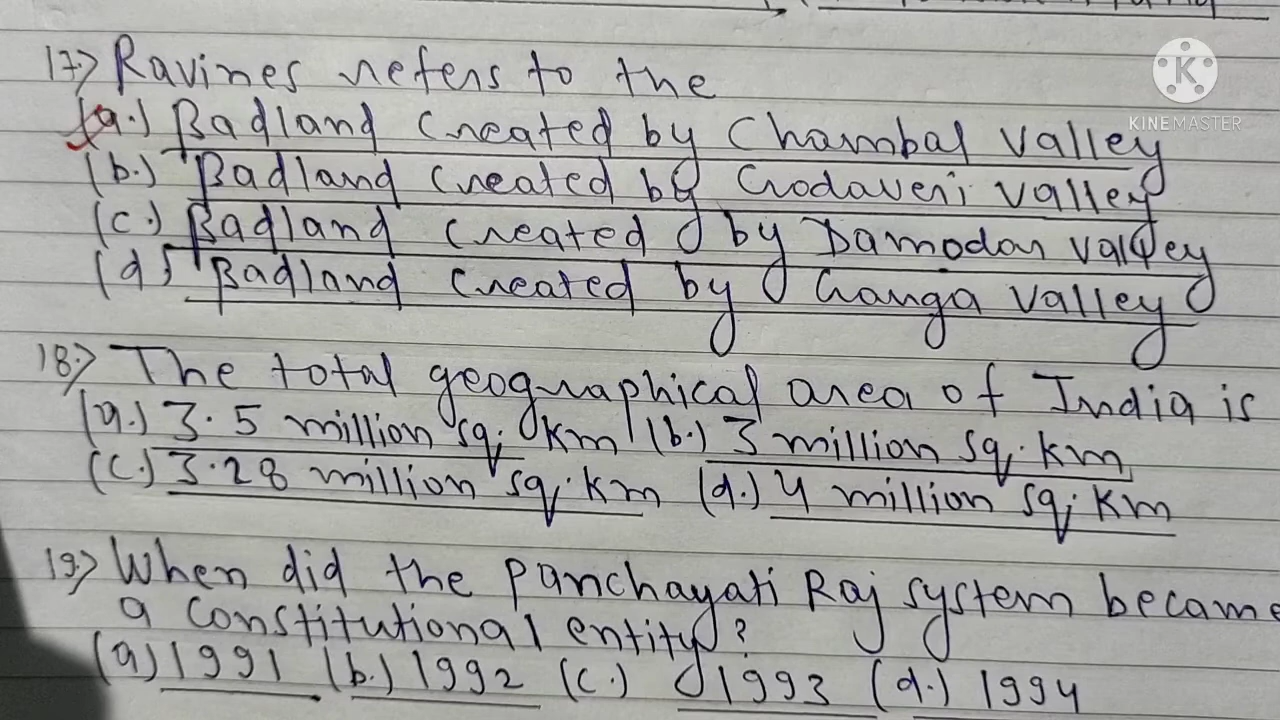 17.> Ravines refers to the
(a.) Badland created by Chambal valley
(b.) Badland created by Godaveri valley
(c.) Badland created by Damodar valley
(d) Badland created by Ganga valley
18.> The total geographical area of India is
(a.) 3.5 million sq. km (b.) 3 million sq. km
(c.) 3.28 million sq. km (d.) 4 million sq. km
19.> When did the Panchayati Raj system became
a constitutional entity?
(a) 1991 (b.) 1992 (c.) 1993 (d.) 1994
K
KINEMASTER